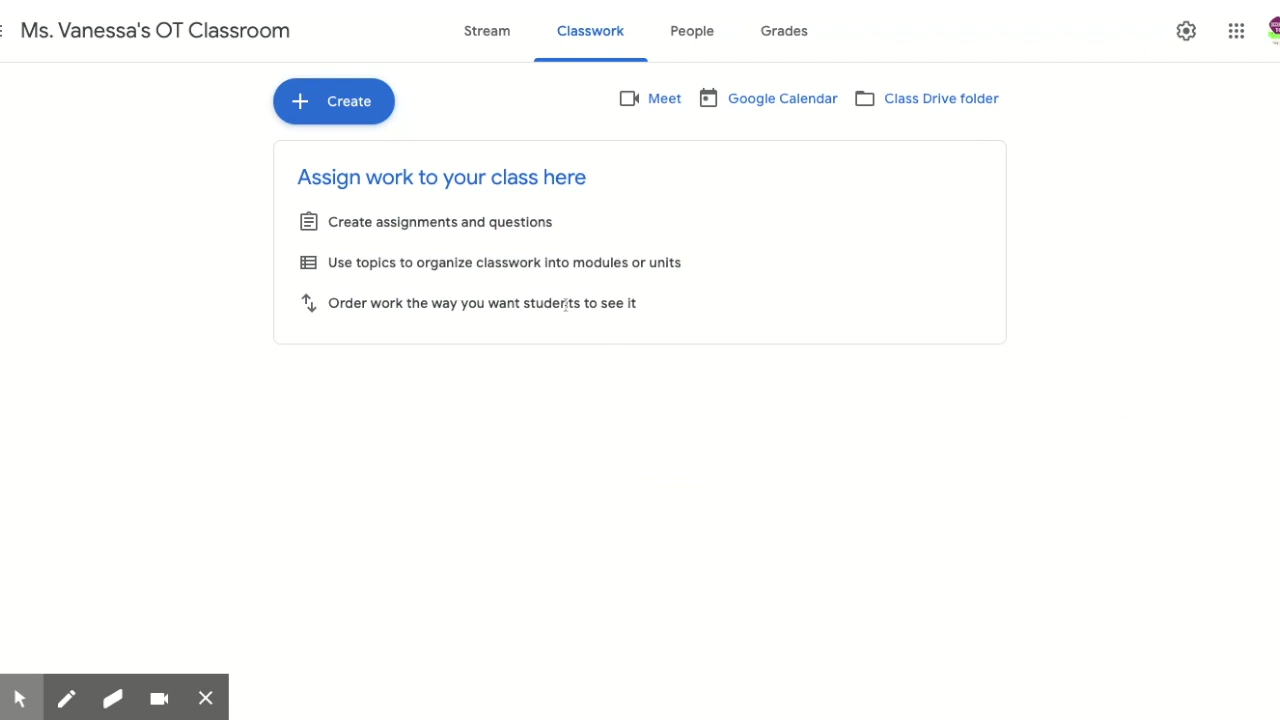 Ms. Vanessa's OT Classroom
Stream
Classwork
People
Grades
Create
Meet
Google Calendar
Class Drive folder
Assign work to your class here
Create assignments and questions
Use topics to organize classwork into modules or units
Order work the way you want students to see it